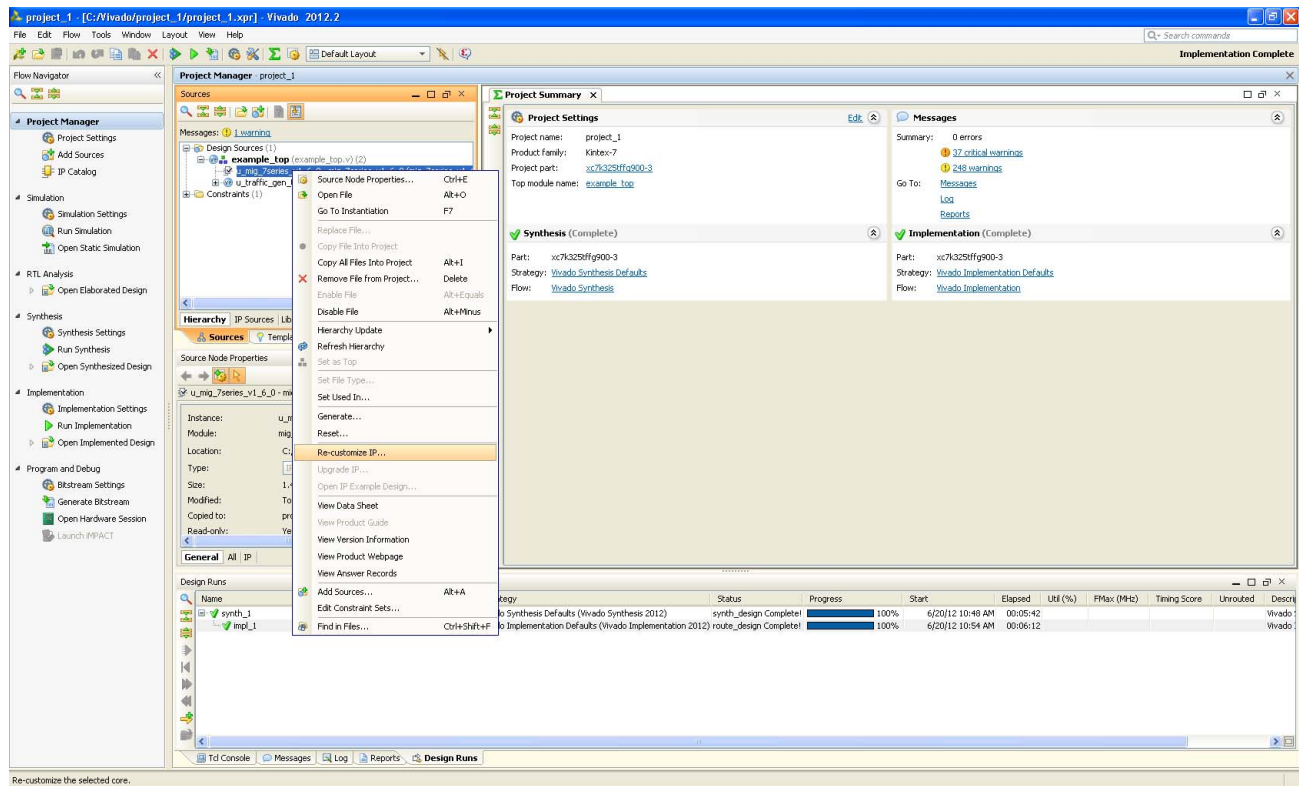 project_1 - [C:/Vivado/project_1/project_1.xpr] - Vivado 2012.2
File Edit Flow Tools Window Layout View Help
Search commands
Default Layout
Implementation Complete
Flow Navigator
Project Manager - project_1
Project Manager
Project Settings
Add Sources
IP Catalog
Simulation
Simulation Settings
Run Simulation
Open Static Simulation
RTL Analysis
Open Elaborated Design
Synthesis
Synthesis Settings
Run Synthesis
Open Synthesized Design
Implementation
Implementation Settings
Run Implementation
Open Implemented Design
Program and Debug
Bitstream Settings
Generate Bitstream
Open Hardware Session
Launch iMPACT
Sources
Messages: 1 warning
Design Sources (1)
example_top (example_top.v) (2)
Constraints (1)
Hierarchy IP Sources Lib
Sources Templa
Source Node Properties
u_mig_7series_v1_6_0 - mi
Instance: u_m
Module: mig_
Location: C:
Type: IP
Size: 1.
Modified: To
Copied to: pro
Read-only: Ye
General All IP
Source Node Properties... Ctrl+E
Open File Alt+O
Go To Instantiation F7
Replace File...
Copy File Into Project
Copy All Files Into Project Alt+I
Remove File from Project... Delete
Enable File Alt+Equals
Disable File Alt+Minus
Hierarchy Update
Refresh Hierarchy
Set as Top
Set File Type...
Set Used In...
Generate...
Reset...
Re-customize IP...
Upgrade IP...
Open IP Example Design...
View Data Sheet
View Product Guide
View Version Information
View Product Webpage
View Answer Records
Add Sources... Alt+A
Edit Constraint Sets...
Find in Files... Ctrl+Shift+F
Project Summary
Project Settings Edit
Project name: project_1
Product family: Kintex-7
Project part: xc7k325tffg900-3
Top module name: example_top
Messages
Summary: 0 errors
37 critical warnings
248 warnings
Go To: Messages
Log
Reports
Synthesis (Complete)
Part: xc7k325tffg900-3
Strategy: Vivado Synthesis Defaults
Flow: Vivado Synthesis
Implementation (Complete)
Part: xc7k325tffg900-3
Strategy: Vivado Implementation Defaults
Flow: Vivado Implementation
Design Runs
Name tegy Status Progress Start Elapsed Util (%) FMax (MHz) Timing Score Unrouted Descri
synth_1 do Synthesis Defaults (Vivado Synthesis 2012) synth_design Complete! 100% 6/20/12 10:48 AM 00:05:42 Vivado
impl_1 do Implementation Defaults (Vivado Implementation 2012) route_design Complete! 100% 6/20/12 10:54 AM 00:06:12 Vivado
Tcl Console Messages Log Reports Design Runs
Re-customize the selected core.